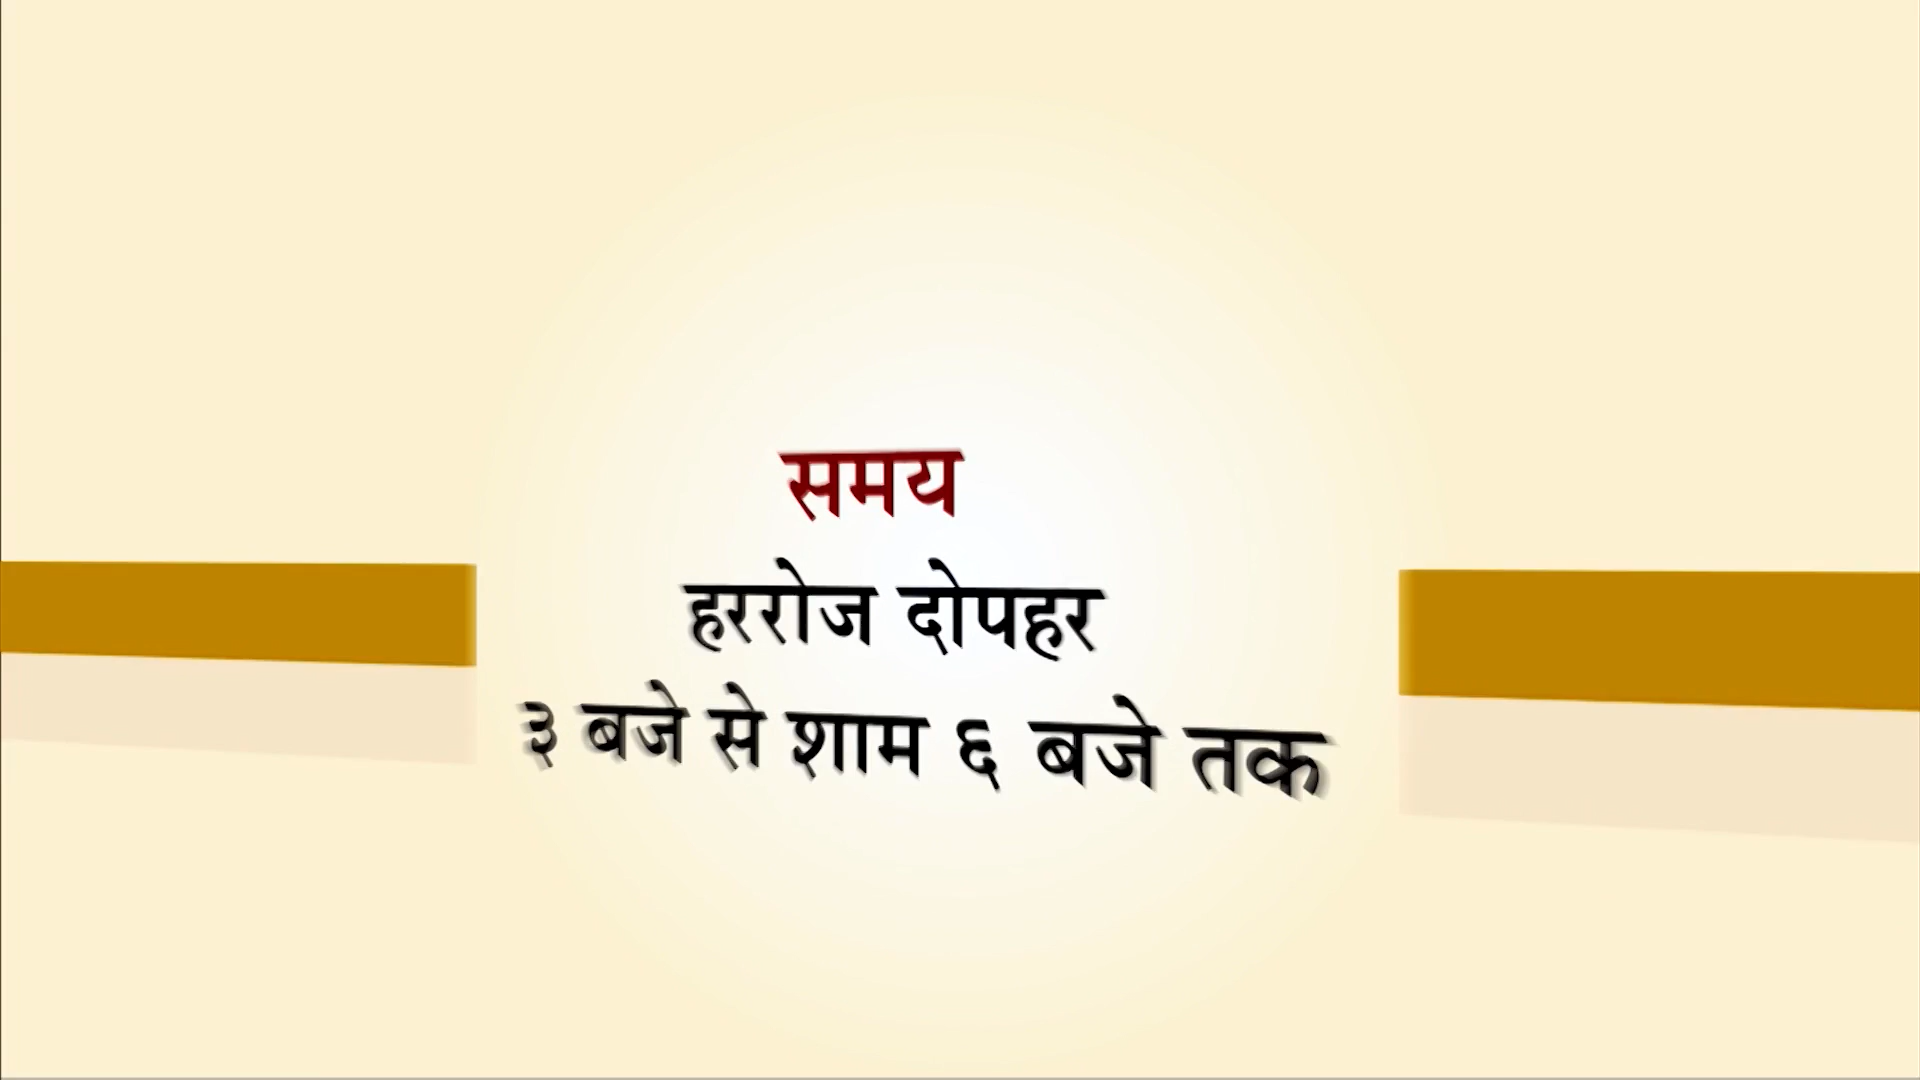 समय
हररोज दोपहर
३ बजे से शाम ६ बजे तक